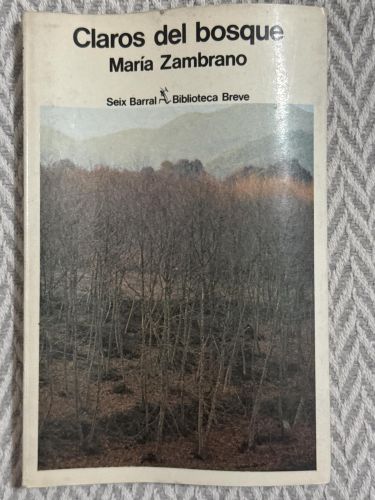 Claros del bosque
María Zambrano
Seix Barral Biblioteca Breve